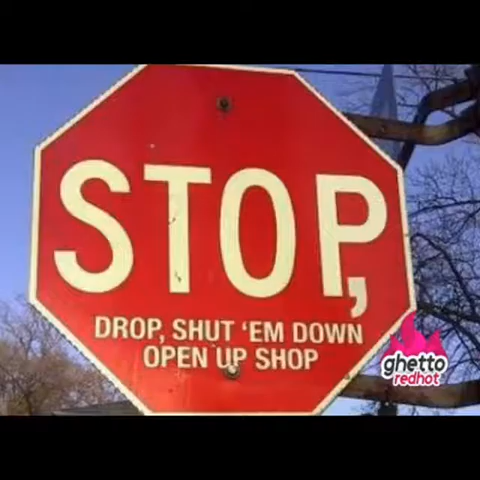 STOP,
DROP, SHUT 'EM DOWN
OPEN UP SHOP
ghetto
redhot